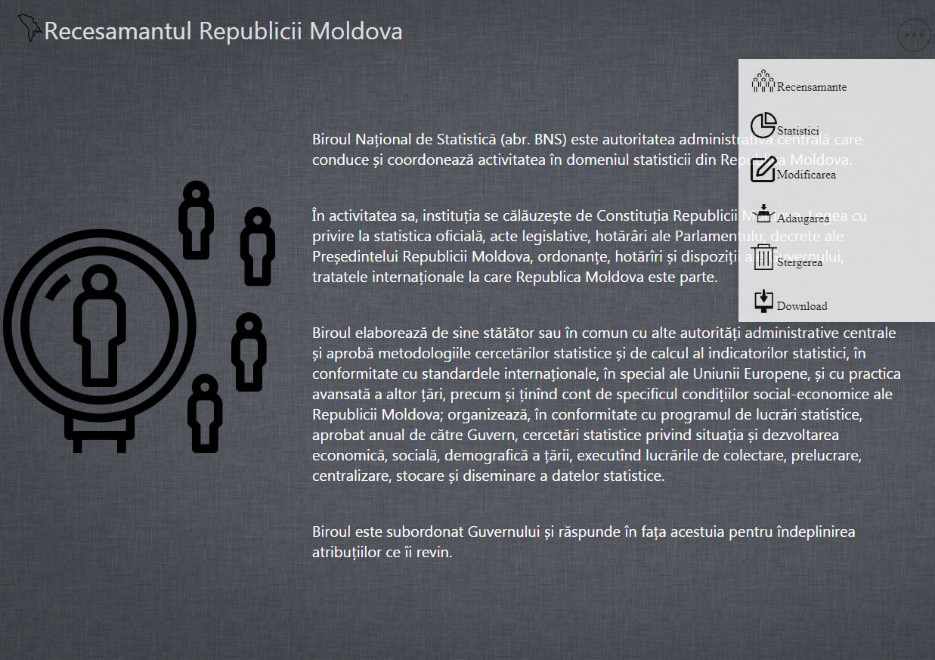 Recesamantul Republicii Moldova
Recensamante
Statistici
Modificarea
Adaugarea
Stergerea
Download
Biroul Național de Statistică (abr. BNS) este autoritatea administrativă centrală care
conduce și coordonează activitatea în domeniul statisticii din Republica Moldova.
În activitatea sa, instituția se călăuzește de Constituția Republicii Moldova, Legea cu
privire la statistica oficială, acte legislative, hotărâri ale Parlamentului, decrete ale
Președintelui Republicii Moldova, ordonanțe, hotărîri și dispoziții ale Guvernului,
tratatele internaționale la care Republica Moldova este parte.
Biroul elaborează de sine stătător sau în comun cu alte autorități administrative centrale
și aprobă metodologiile cercetărilor statistice și de calcul al indicatorilor statistici, în
conformitate cu standardele internaționale, în special ale Uniunii Europene, și cu practica
avansată a altor țări, precum și ținînd cont de specificul condițiilor social-economice ale
Republicii Moldova; organizează, în conformitate cu programul de lucrări statistice,
aprobat anual de către Guvern, cercetări statistice privind situația și dezvoltarea
economică, socială, demografică a țării, executînd lucrările de colectare, prelucrare,
centralizare, stocare și diseminare a datelor statistice.
Biroul este subordonat Guvernului și răspunde în fața acestuia pentru îndeplinirea
atribuțiilor ce îi revin.